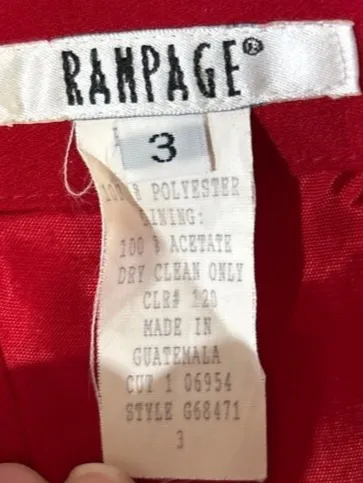 RAMPAGE®
3
100 % POLYESTER
LINING:
100 % ACETATE
DRY CLEAN ONLY
CLR# 120
MADE IN
GUATEMALA
CUT 1 06954
STYLE G68471
3